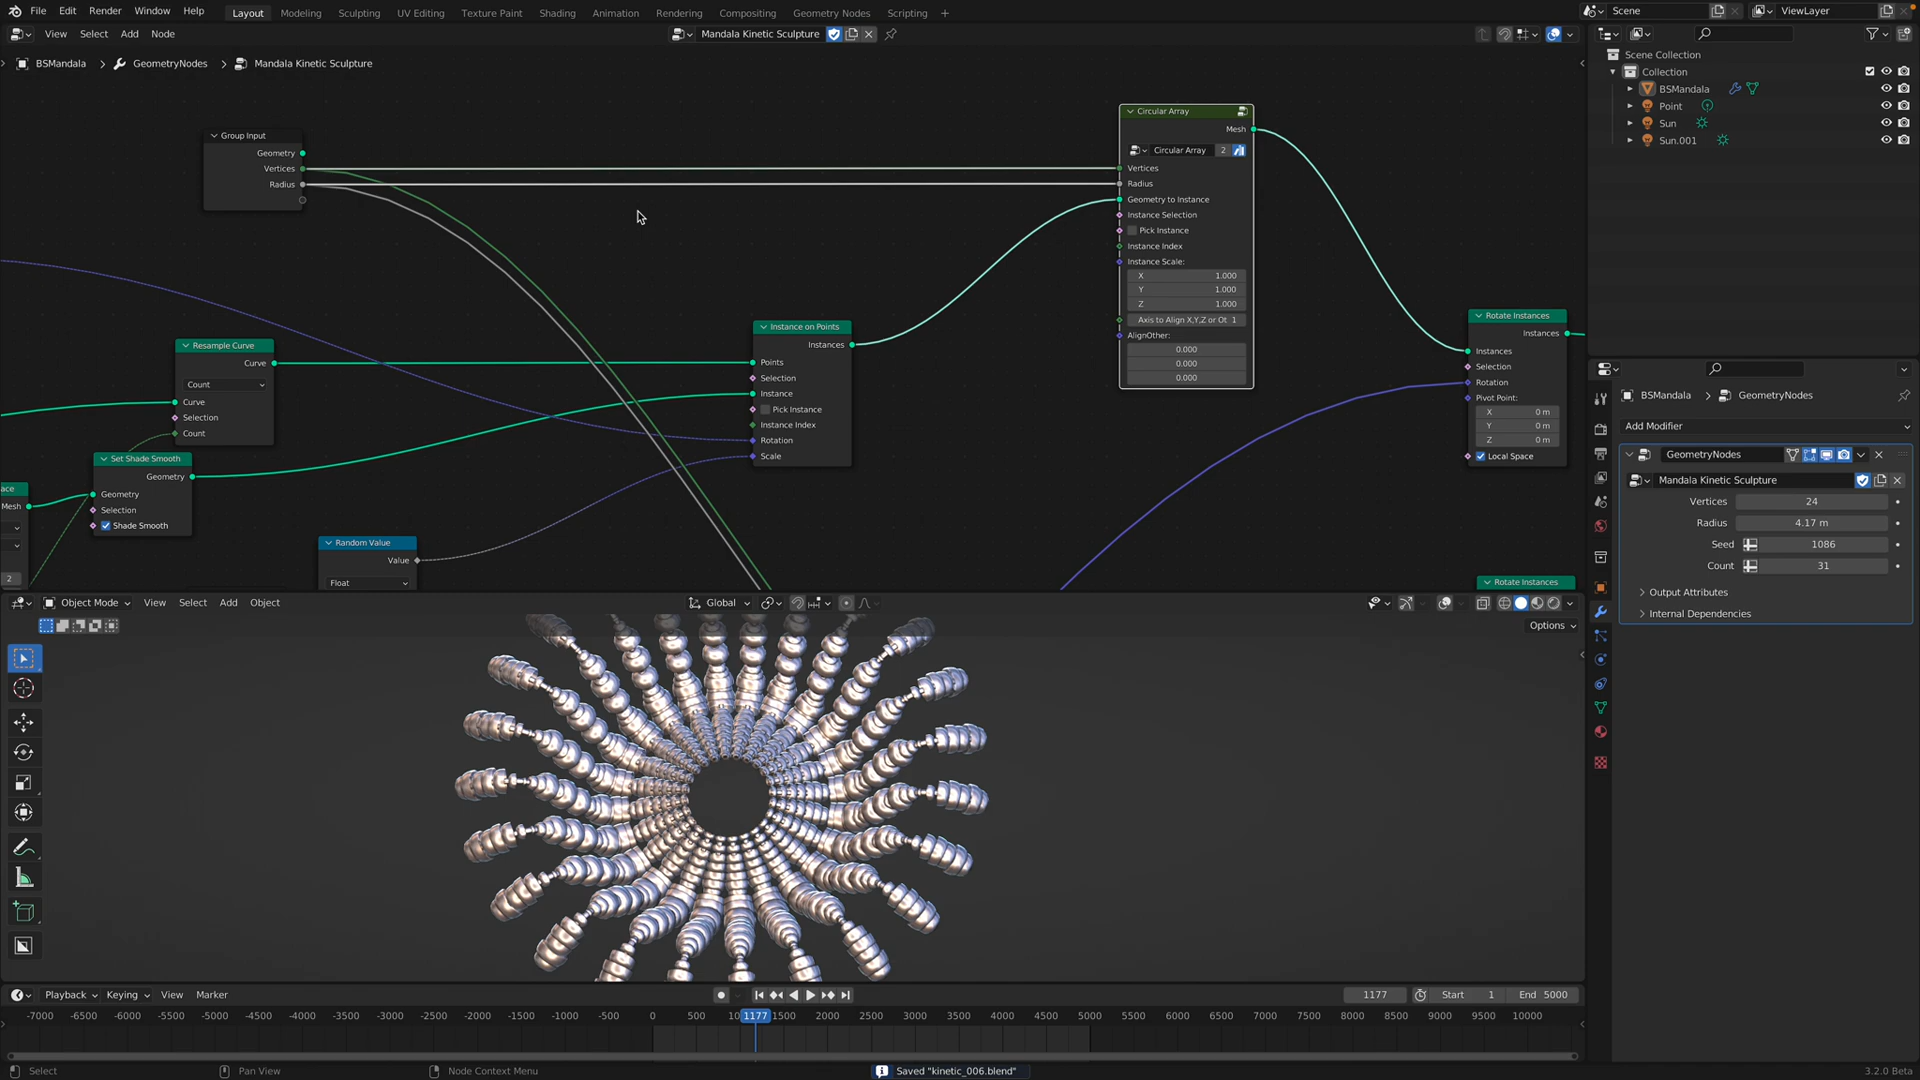 File Edit Render Window Help Layout Modeling Sculpting UV Editing Texture Paint Shading Animation Rendering Compositing Geometry Nodes Scripting + Scene ViewLayer
View Select Add Node Mandala Kinetic Sculpture
BSMandala > GeometryNodes > Mandala Kinetic Sculpture
Scene Collection
Collection
BSMandala
Point
Sun
Sun.001
Group Input
Geometry
Vertices
Radius
Circular Array
Mesh
Circular Array 2
Vertices
Radius
Geometry to Instance
Instance Selection
Pick Instance
Instance Index
Instance Scale:
X 1.000
Y 1.000
Z 1.000
Axis to Align X,Y,Z or Ot 1
AlignOther:
0.000
0.000
0.000
Resample Curve
Curve
Count
Curve
Selection
Count
Set Shade Smooth
Geometry
Geometry
Selection
Shade Smooth
ace
Mesh
2
Random Value
Value
Float
Instance on Points
Instances
Points
Selection
Instance
Pick Instance
Instance Index
Rotation
Scale
Rotate Instances
Instances
Instances
Selection
Rotation
Pivot Point:
X 0 m
Y 0 m
Z 0 m
Local Space
Rotate Instances
BSMandala > GeometryNodes
Add Modifier
GeometryNodes
Mandala Kinetic Sculpture
Vertices 24
Radius 4.17 m
Seed 1086
Count 31
Output Attributes
Internal Dependencies
Object Mode View Select Add Object Global
Options
Playback Keying View Marker 1177 Start 1 End 5000
-7000 -6500 -6000 -5500 -5000 -4500 -4000 -3500 -3000 -2500 -2000 -1500 -1000 -500 0 500 1177 1500 2000 2500 3000 3500 4000 4500 5000 5500 6000 6500 7000 7500 8000 8500 9000 9500 10000
Select Pan View Node Context Menu Saved "kinetic_006.blend" 3.2.0 Beta